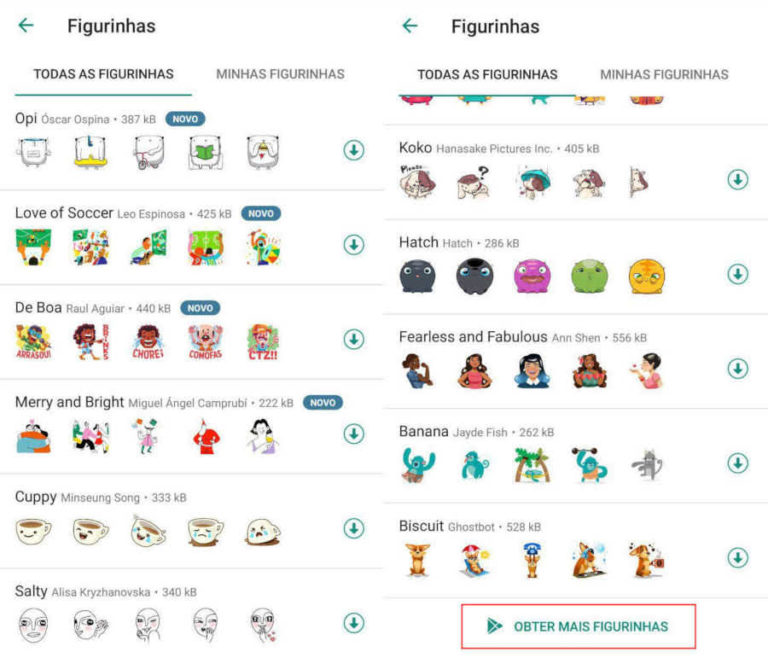 Figurinhas
TODAS AS FIGURINHAS MINHAS FIGURINHAS
Opi Óscar Ospina • 387 kB NOVO
Love of Soccer Leo Espinosa • 425 kB NOVO
De Boa Raul Aguiar • 440 kB NOVO
ARRASOU! BRINKS CHOREI COMOFAS CTZ!!
Merry and Bright Miguel Ángel Camprubí • 222 kB NOVO
Cuppy Minseung Song • 333 kB
Salty Alisa Kryzhanovska • 340 kB
Figurinhas
TODAS AS FIGURINHAS MINHAS FIGURINHAS
Koko Hanasake Pictures Inc. • 405 kB
Please ?
Hatch Hatch • 286 kB
Fearless and Fabulous Ann Shen • 556 kB
Banana Jayde Fish • 262 kB
Biscuit Ghostbot • 528 kB
OBTER MAIS FIGURINHAS